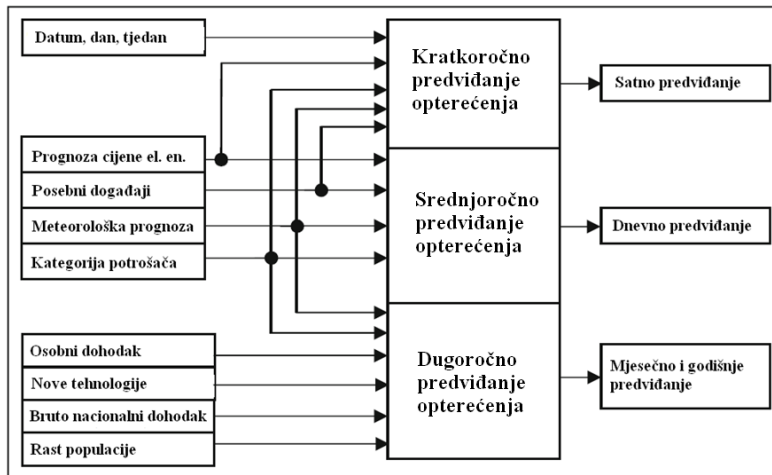 Datum, dan, tjedan
Prognoza cijene el. en.
Posebni događaji
Meteorološka prognoza
Kategorija potrošača
Osobni dohodak
Nove tehnologije
Bruto nacionalni dohodak
Rast populacije
Kratkoročno
predviđanje
opterećenja
Srednjoročno
predviđanje
opterećenja
Dugoročno
predviđanje
opterećenja
Satno predviđanje
Dnevno predviđanje
Mjesečno i godišnje
predviđanje